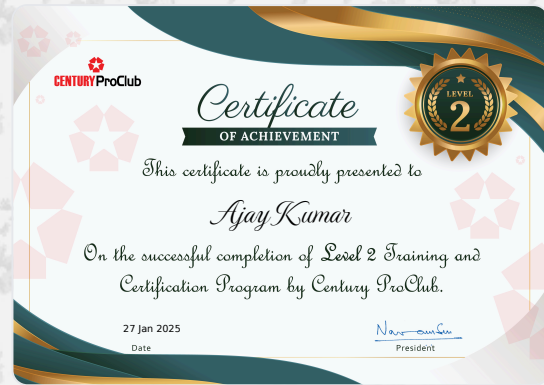 CENTURY ProClub
LEVEL
2
Certificate
OF ACHIEVEMENT
This certificate is proudly presented to
Ajay Kumar
On the successful completion of Level 2 Training and
Certification Program by Century ProClub.
27 Jan 2025
Date
President